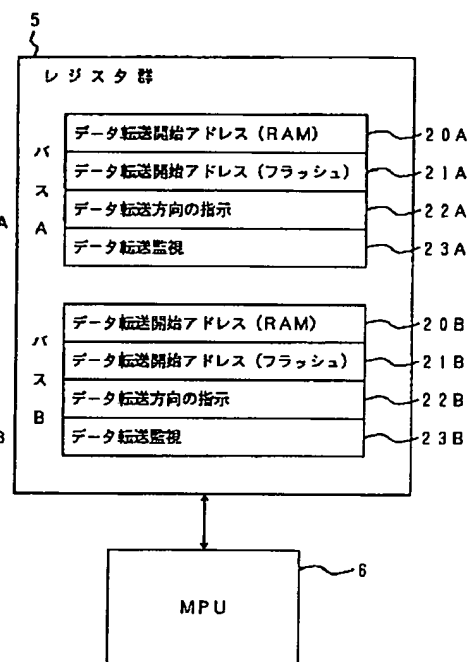 5
レジスタ群
バスA
データ転送開始アドレス（RAM）
20A
データ転送開始アドレス（フラッシュ）
21A
データ転送方向の指示
22A
データ転送監視
23A
A
バスB
データ転送開始アドレス（RAM）
20B
データ転送開始アドレス（フラッシュ）
21B
データ転送方向の指示
22B
データ転送監視
23B
B
MPU
6